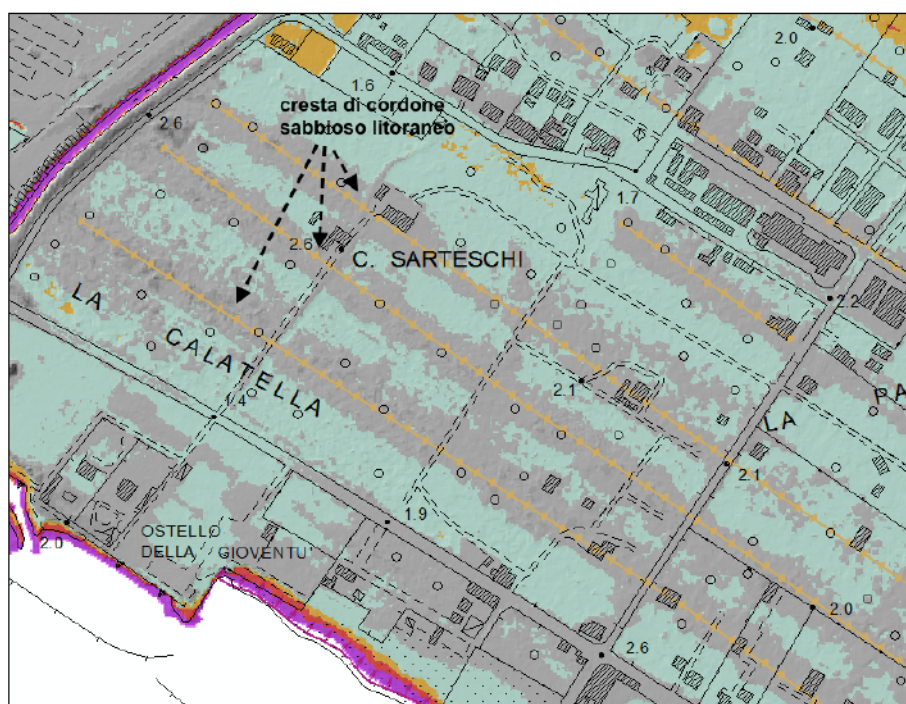 2.0
1.6
cresta di cordone
sabbioso litoraneo
2.6
1.7
2.6
C. SARTESCHI
2.2
LA
CALATELLA
2.1
PA
LA
1.4
2.1
1.9
OSTELLO
DELLA GIOVENTU'
2.0
2.0
2.6